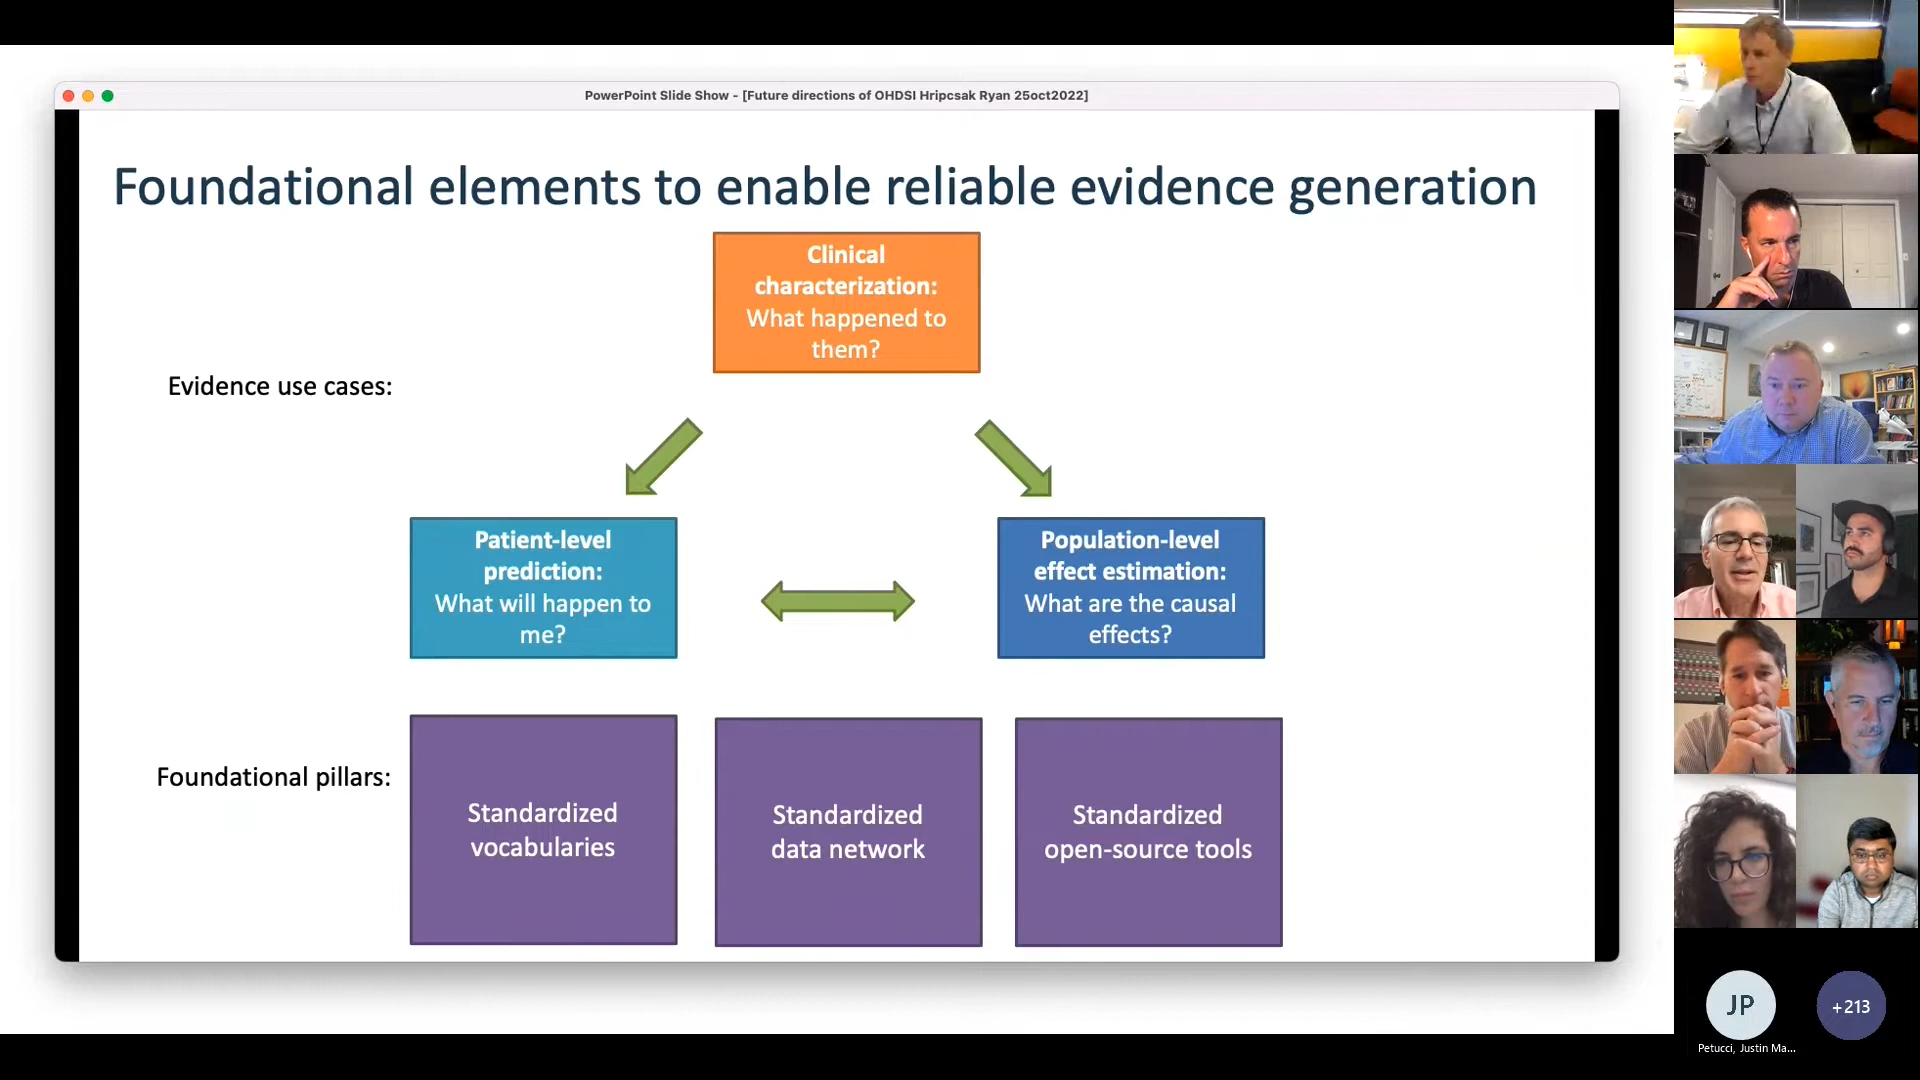 PowerPoint Slide Show - [Future directions of OHDSI Hripcsak Ryan 25oct2022]
Foundational elements to enable reliable evidence generation
Clinical
characterization:
What happened to
them?
Evidence use cases:
Patient-level
prediction:
What will happen to
me?
Population-level
effect estimation:
What are the causal
effects?
Foundational pillars:
Standardized
vocabularies
Standardized
data network
Standardized
open-source tools
JP
+213
Petucci, Justin Ma...